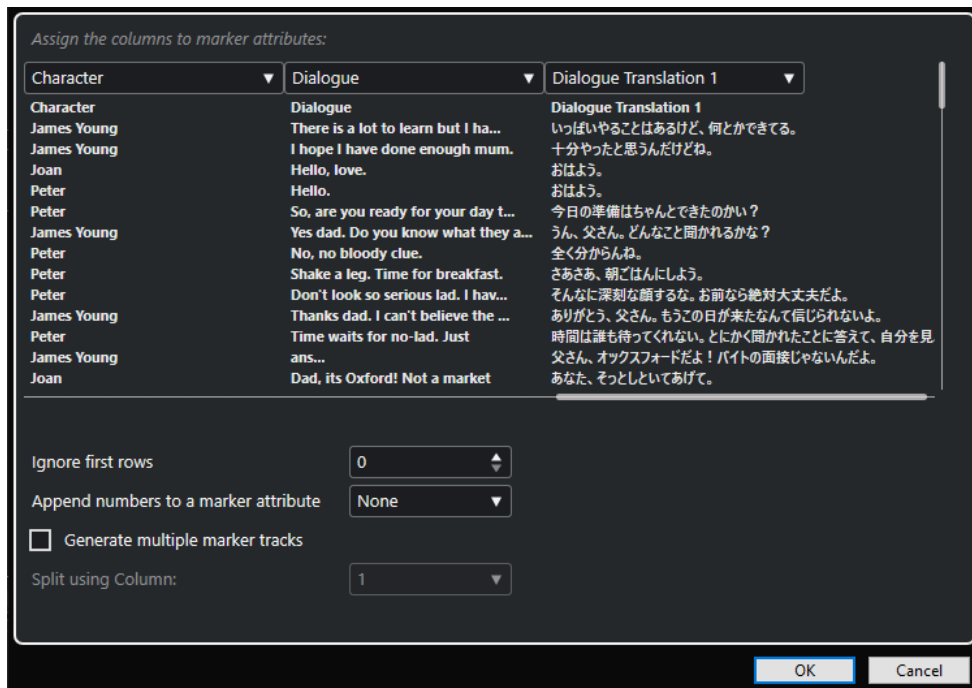 Assign the columns to marker attributes:
Character Dialogue Dialogue Translation 1
Character Dialogue Dialogue Translation 1
James Young There is a lot to learn but I ha... いっぱいやることはあるけど、何とかできてる。
James Young I hope I have done enough mum. 十分やったと思うんだけどね。
Joan Hello, love. おはよう。
Peter Hello. おはよう。
Peter So, are you ready for your day t... 今日の準備はちゃんとできたのかい？
James Young Yes dad. Do you know what they a... うん、父さん。どんなこと聞かれるかな？
Peter No, no bloody clue. 全く分からんね。
Peter Shake a leg. Time for breakfast. さあさあ、朝ごはんにしよう。
Peter Don't look so serious lad. I hav... そんなに深刻な顔するな。お前なら絶対大丈夫だよ。
James Young Thanks dad. I can't believe the ... ありがとう、父さん。もうこの日が来たなんて信じられないよ。
Peter Time waits for no-lad. Just 時間は誰も待ってくれない。とにかく聞かれたことに答えて、自分を見
James Young ans... 父さん、オックスフォードだよ！バイトの面接じゃないんだよ。
Joan Dad, its Oxford! Not a market あなた、そっとしといてあげて。
Ignore first rows 0
Append numbers to a marker attribute None
Generate multiple marker tracks
Split using Column: 1
OK Cancel